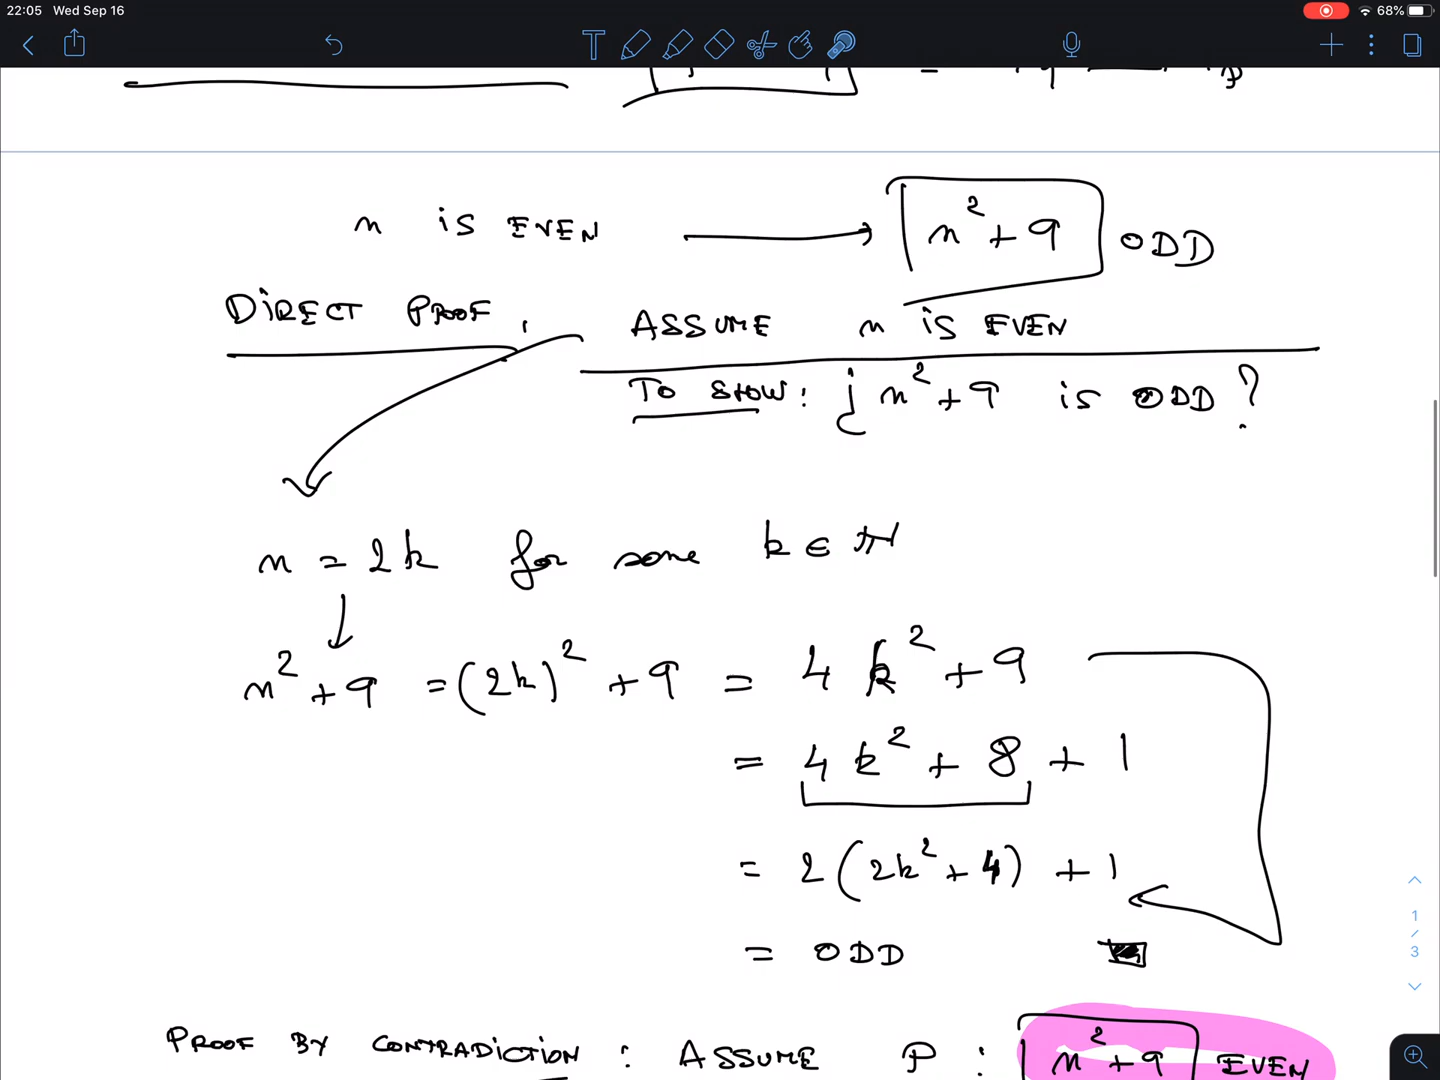 22:05 Wed Sep 16 68%
n is EVEN → n² + 9 ODD
DIRECT PROOF, ASSUME n is EVEN
TO SHOW: ¿ n² + 9 is ODD ?
n = 2k for some k ∈ ℕ
n² + 9 = (2k)² + 9 = 4k² + 9
= 4k² + 8 + 1
= 2(2k² + 4) + 1
= ODD
1
/
3
PROOF BY CONTRADICTION : ASSUME P : n² + 9 EVEN